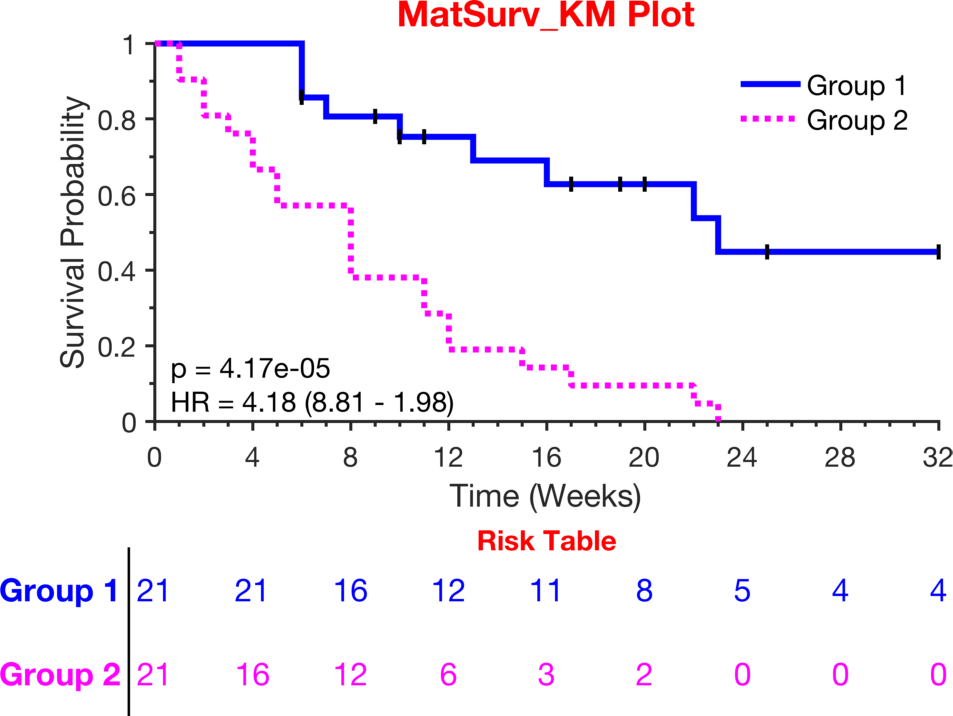 MatSurv_KM Plot
1
0.8
0.6
0.4
0.2
0
Survival Probability
Group 1
Group 2
p = 4.17e-05
HR = 4.18 (8.81 - 1.98)
0 4 8 12 16 20 24 28 32
Time (Weeks)
Risk Table
Group 1 21 21 16 12 11 8 5 4 4
Group 2 21 16 12 6 3 2 0 0 0